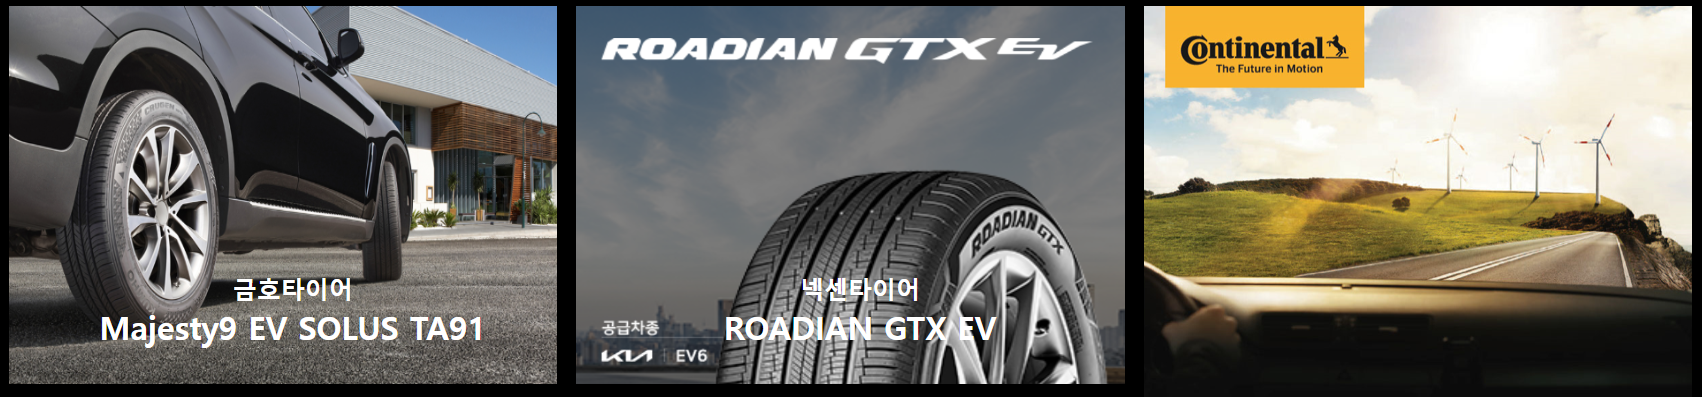 금호타이어
Majesty9 EV SOLUS TA91
ROADIAN GTX EV
ROADIAN GTX
넥센타이어
공급차종
ROADIAN GTX EV
KIA EV6
Continental
The Future in Motion